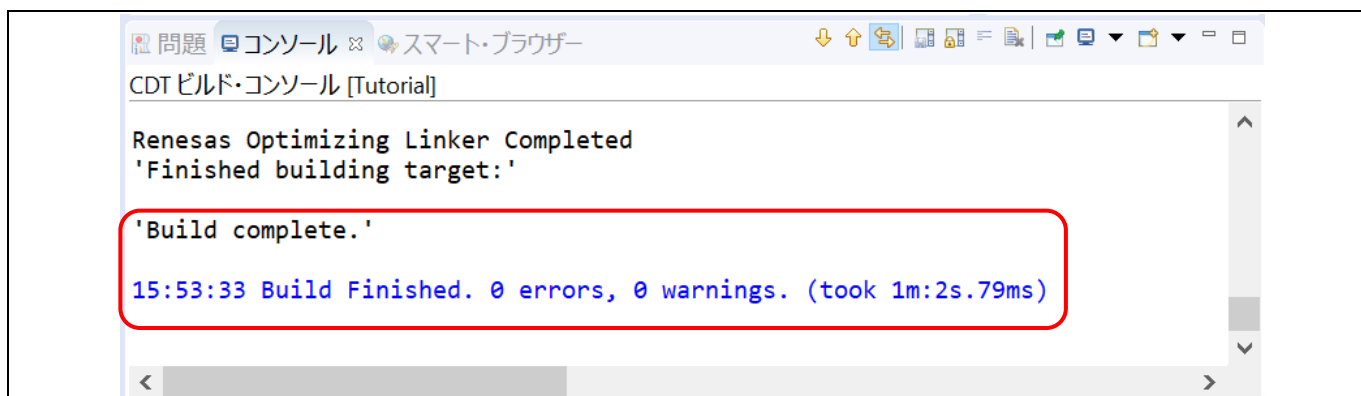 問題 コンソール スマート・ブラウザー
CDT ビルド・コンソール [Tutorial]
Renesas Optimizing Linker Completed
'Finished building target:'
'Build complete.'
15:53:33 Build Finished. 0 errors, 0 warnings. (took 1m:2s.79ms)